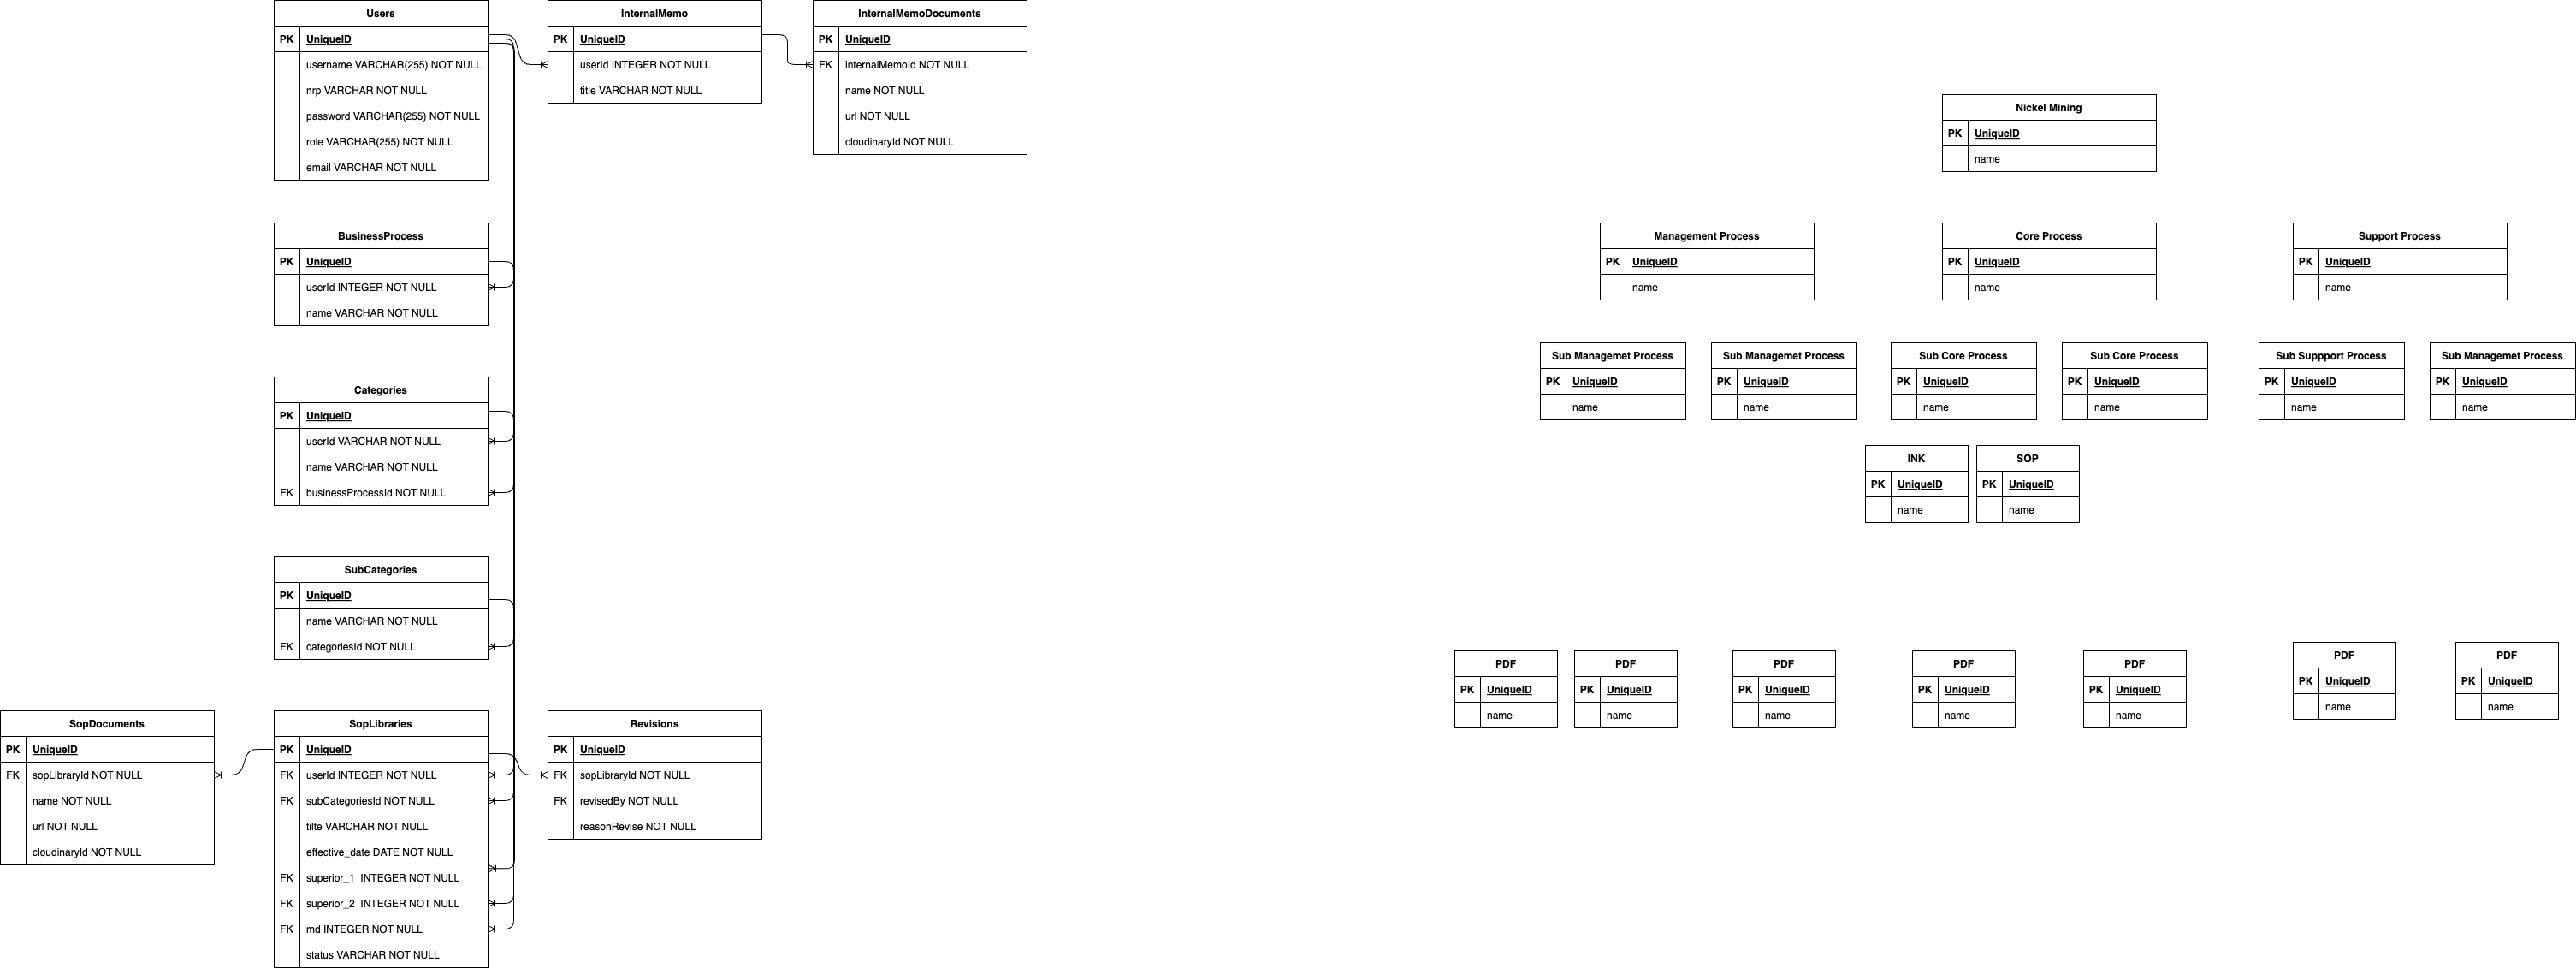 Users
PK UniqueID
username VARCHAR(255) NOT NULL
nrp VARCHAR NOT NULL
password VARCHAR(255) NOT NULL
role VARCHAR(255) NOT NULL
email VARCHAR NOT NULL
InternalMemo
PK UniqueID
userId INTEGER NOT NULL
title VARCHAR NOT NULL
InternalMemoDocuments
PK UniqueID
FK internalMemoId NOT NULL
name NOT NULL
url NOT NULL
cloudinaryId NOT NULL
BusinessProcess
PK UniqueID
userId INTEGER NOT NULL
name VARCHAR NOT NULL
Categories
PK UniqueID
userId VARCHAR NOT NULL
name VARCHAR NOT NULL
FK businessProcessId NOT NULL
SubCategories
PK UniqueID
name VARCHAR NOT NULL
FK categoriesId NOT NULL
SopDocuments
PK UniqueID
FK sopLibraryId NOT NULL
name NOT NULL
url NOT NULL
cloudinaryId NOT NULL
SopLibraries
PK UniqueID
FK userId INTEGER NOT NULL
FK subCategoriesId NOT NULL
tilte VARCHAR NOT NULL
effective_date DATE NOT NULL
FK superior_1 INTEGER NOT NULL
FK superior_2 INTEGER NOT NULL
FK md INTEGER NOT NULL
status VARCHAR NOT NULL
Revisions
PK UniqueID
FK sopLibraryId NOT NULL
FK revisedBy NOT NULL
reasonRevise NOT NULL
Nickel Mining
PK UniqueID
name
Management Process
PK UniqueID
name
Core Process
PK UniqueID
name
Support Process
PK UniqueID
name
Sub Managemet Process
PK UniqueID
name
Sub Managemet Process
PK UniqueID
name
Sub Core Process
PK UniqueID
name
Sub Core Process
PK UniqueID
name
Sub Suppport Process
PK UniqueID
name
Sub Managemet Process
PK UniqueID
name
INK
PK UniqueID
name
SOP
PK UniqueID
name
PDF
PK UniqueID
name
PDF
PK UniqueID
name
PDF
PK UniqueID
name
PDF
PK UniqueID
name
PDF
PK UniqueID
name
PDF
PK UniqueID
name
PDF
PK UniqueID
name